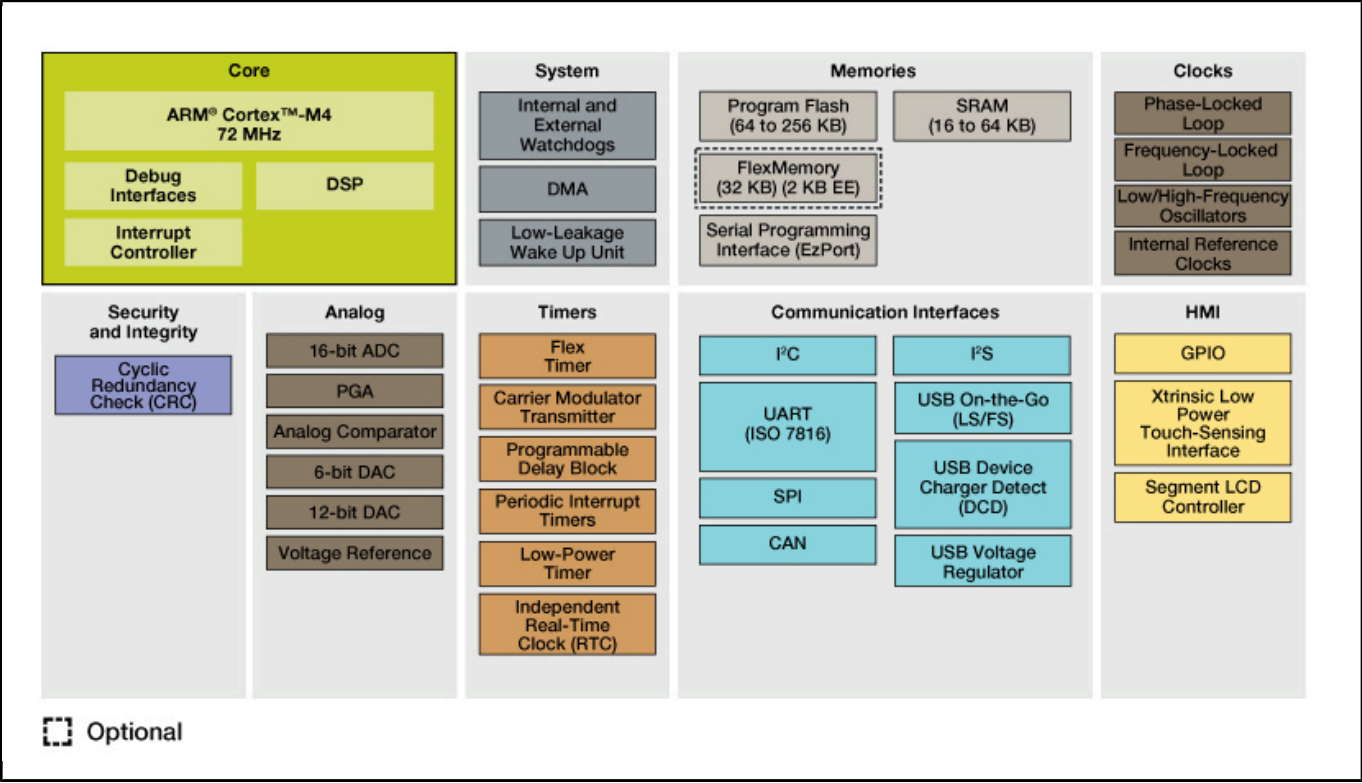 Core
ARM® Cortex™-M4
72 MHz
Debug
Interfaces
DSP
Interrupt
Controller
System
Internal and
External
Watchdogs
DMA
Low-Leakage
Wake Up Unit
Memories
Program Flash
(64 to 256 KB)
SRAM
(16 to 64 KB)
FlexMemory
(32 KB) (2 KB EE)
Serial Programming
Interface (EzPort)
Clocks
Phase-Locked
Loop
Frequency-Locked
Loop
Low/High-Frequency
Oscillators
Internal Reference
Clocks
Security
and Integrity
Cyclic
Redundancy
Check (CRC)
Analog
16-bit ADC
PGA
Analog Comparator
6-bit DAC
12-bit DAC
Voltage Reference
Timers
Flex
Timer
Carrier Modulator
Transmitter
Programmable
Delay Block
Periodic Interrupt
Timers
Low-Power
Timer
Independent
Real-Time
Clock (RTC)
Communication Interfaces
I²C
UART
(ISO 7816)
SPI
CAN
I²S
USB On-the-Go
(LS/FS)
USB Device
Charger Detect
(DCD)
USB Voltage
Regulator
HMI
GPIO
Xtrinsic Low
Power
Touch-Sensing
Interface
Segment LCD
Controller
Optional